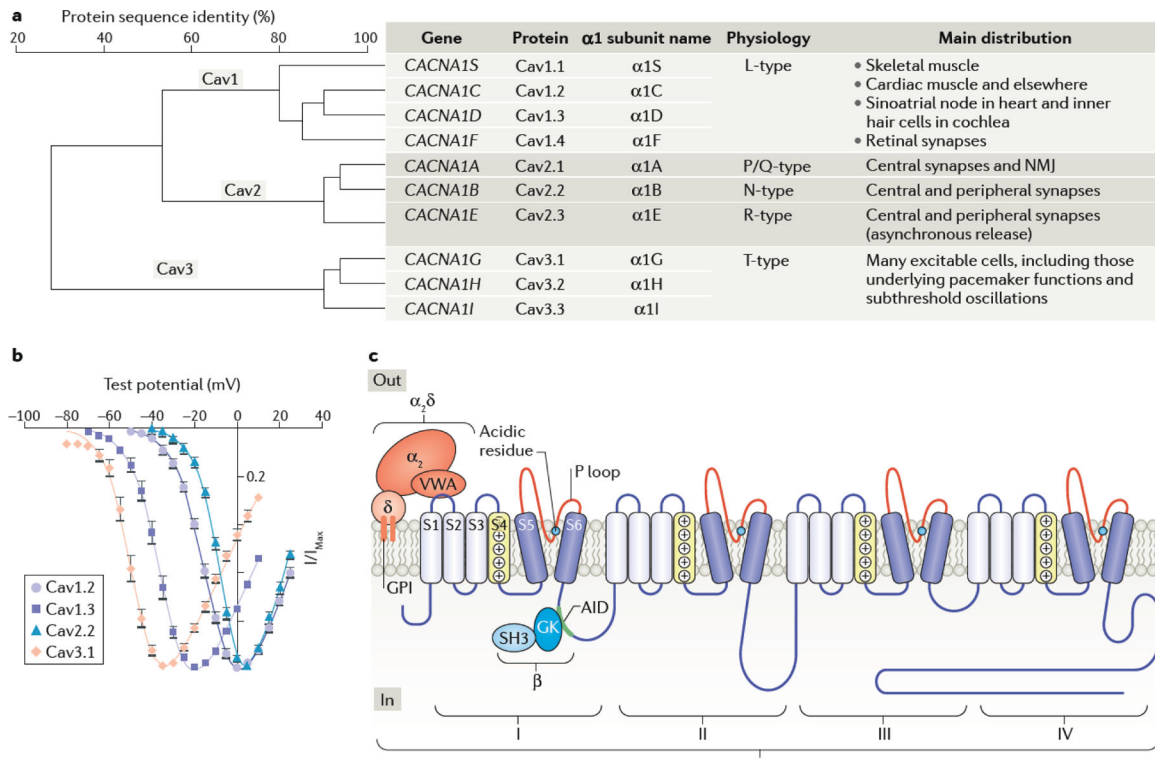 a
Protein sequence identity (%)
20 40 60 80 100
Cav1
Cav2
Cav3
Gene Protein α1 subunit name Physiology Main distribution
CACNA1S Cav1.1 α1S L-type • Skeletal muscle
CACNA1C Cav1.2 α1C • Cardiac muscle and elsewhere
CACNA1D Cav1.3 α1D • Sinoatrial node in heart and inner
hair cells in cochlea
CACNA1F Cav1.4 α1F • Retinal synapses
CACNA1A Cav2.1 α1A P/Q-type Central synapses and NMJ
CACNA1B Cav2.2 α1B N-type Central and peripheral synapses
CACNA1E Cav2.3 α1E R-type Central and peripheral synapses
(asynchronous release)
CACNA1G Cav3.1 α1G T-type Many excitable cells, including those
CACNA1H Cav3.2 α1H underlying pacemaker functions and
CACNA1I Cav3.3 α1I subthreshold oscillations
b
Test potential (mV)
–100 –80 –60 –40 –20 0 20 40
0.2
I/IMax
Cav1.2
Cav1.3
Cav2.2
Cav3.1
c
Out
α2δ
α2
VWA
δ
GPI
Acidic
residue
P loop
S1 S2 S3 S4 S5 S6
+ + + +
+ + + +
+ + + +
+ + + +
AID
SH3 GK
β
In
I II III IV